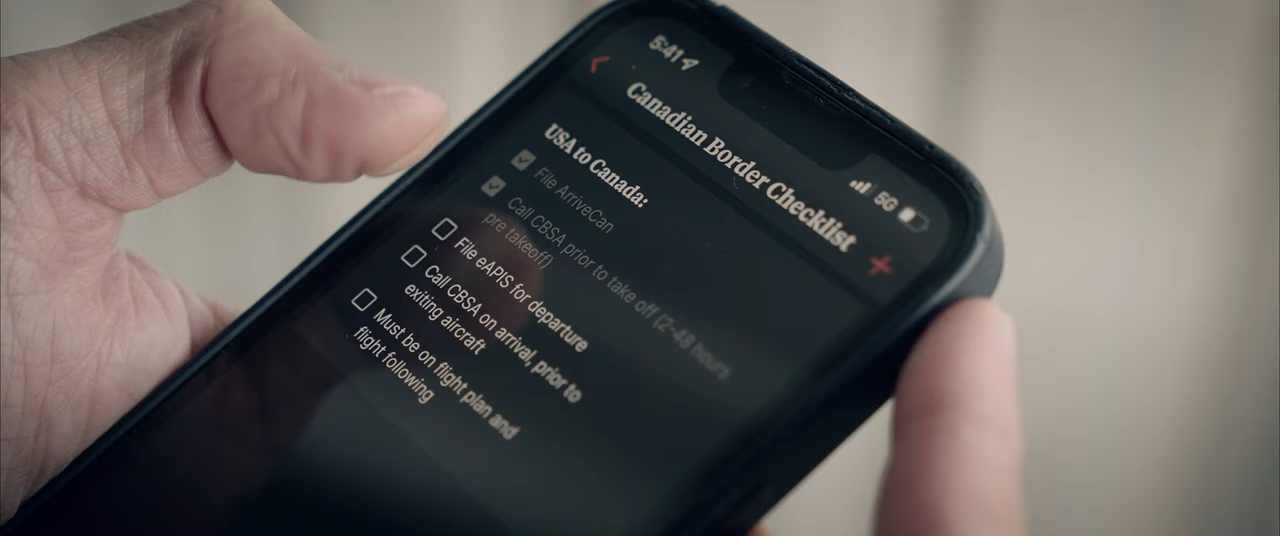 5:41
5G
Canadian Border Checklist
USA to Canada:
File ArriveCan
Call CBSA prior to take off (2-48 hours
pre takeoff)
File eAPIS for departure
Call CBSA on arrival, prior to
exiting aircraft
Must be on flight plan and
flight following